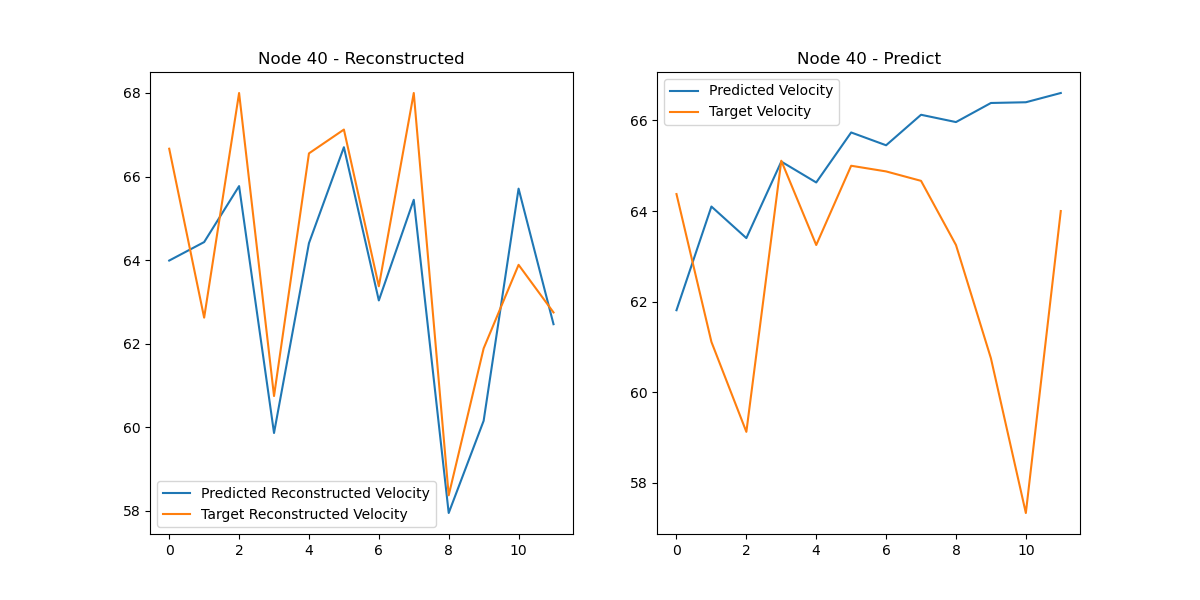 Node 40 - Reconstructed
68
66
64
62
60
58
Predicted Reconstructed Velocity
Target Reconstructed Velocity
0 2 4 6 8 10
Node 40 - Predict
Predicted Velocity
Target Velocity
66
64
62
60
58
0 2 4 6 8 10